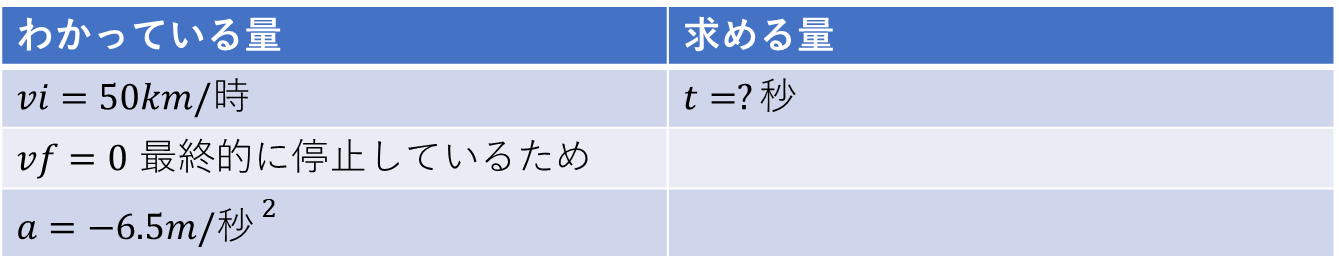 わかっている量 求める量
vi = 50km/時 t =? 秒
vf = 0 最終的に停止しているため
a = −6.5m/秒²